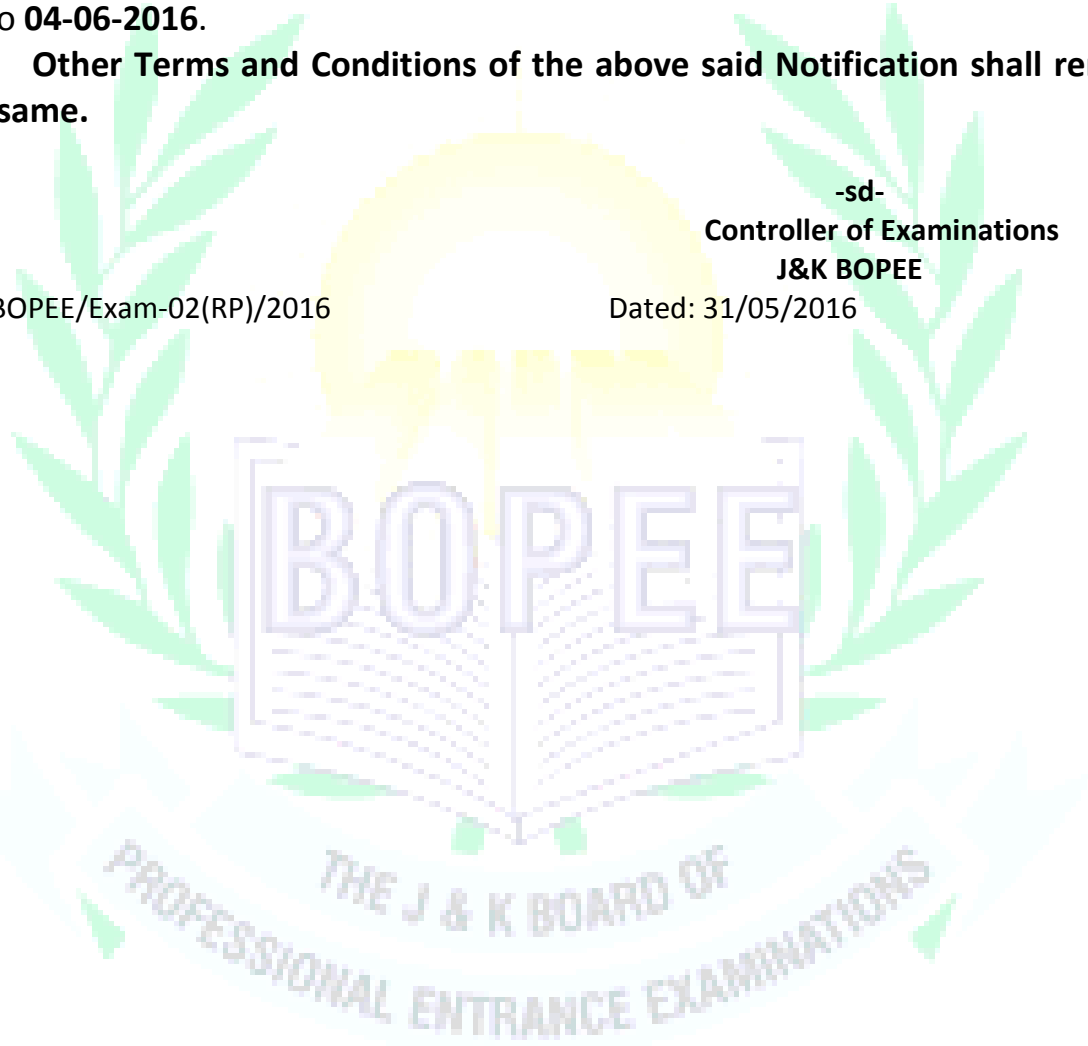 o 04-06-2016.
Other Terms and Conditions of the above said Notification shall re
same.
-sd-
Controller of Examinations
J&K BOPEE
BOPEE/Exam-02(RP)/2016 Dated: 31/05/2016
BOPEE
THE J & K BOARD OF
PROFESSIONAL ENTRANCE EXAMINATIONS